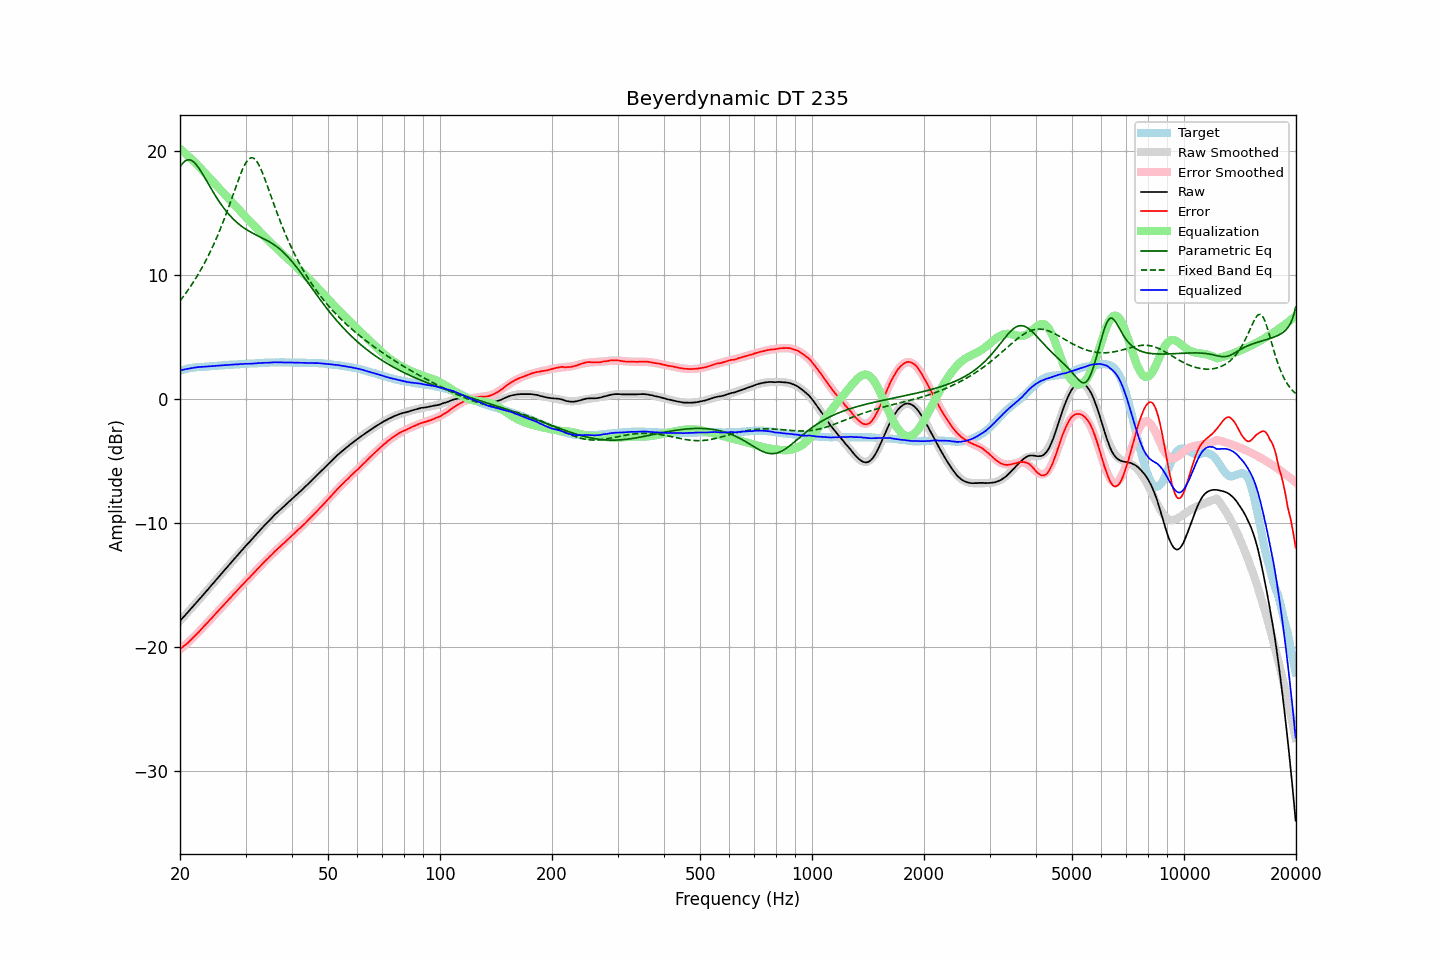 Beyerdynamic DT 235
Target
Raw Smoothed
Error Smoothed
Raw
Error
Equalization
Parametric Eq
Fixed Band Eq
Equalized
20
10
0
−10
−20
−30
Amplitude (dBr)
20 50 100 200 500 1000 2000 5000 10000 20000
Frequency (Hz)